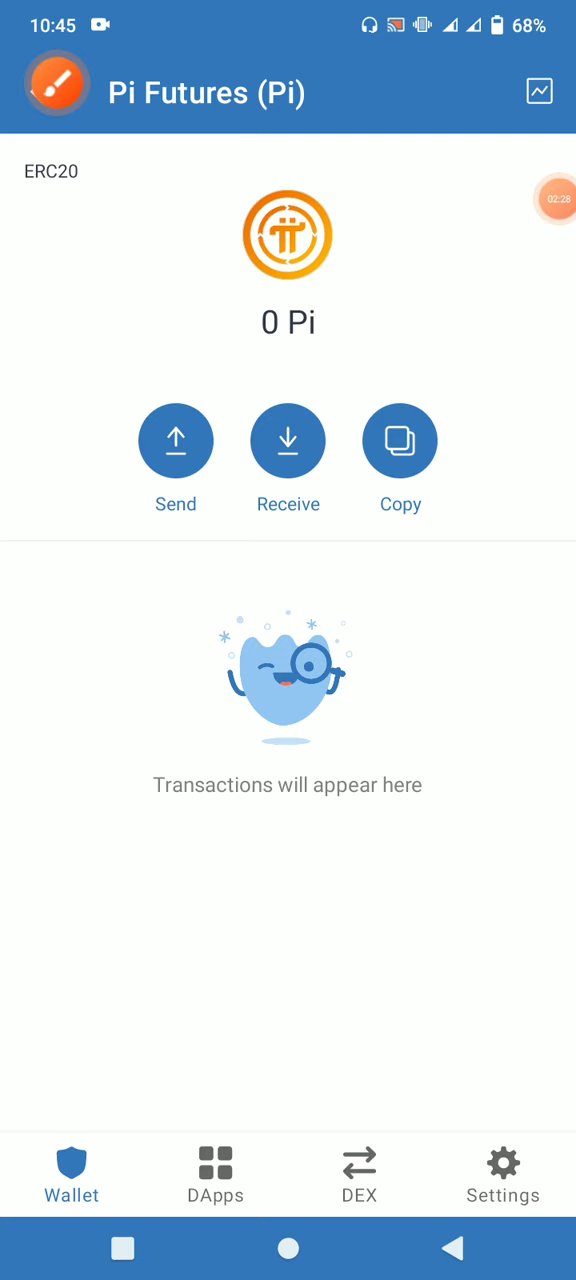 10:45
68%
Pi Futures (Pi)
ERC20
02:28
0 Pi
Send
Receive
Copy
Transactions will appear here
Wallet
DApps
DEX
Settings